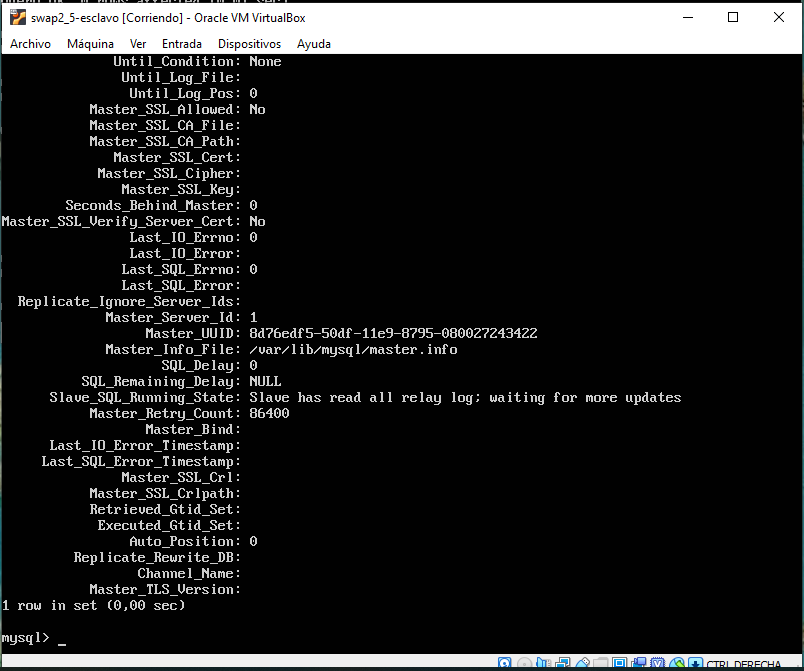 swap2_5-esclavo [Corriendo] - Oracle VM VirtualBox
Archivo Máquina Ver Entrada Dispositivos Ayuda
Until_Condition: None
Until_Log_File:
Until_Log_Pos: 0
Master_SSL_Allowed: No
Master_SSL_CA_File:
Master_SSL_CA_Path:
Master_SSL_Cert:
Master_SSL_Cipher:
Master_SSL_Key:
Seconds_Behind_Master: 0
Master_SSL_Verify_Server_Cert: No
Last_IO_Errno: 0
Last_IO_Error:
Last_SQL_Errno: 0
Last_SQL_Error:
Replicate_Ignore_Server_Ids:
Master_Server_Id: 1
Master_UUID: 8d76edf5-50df-11e9-8795-080027243422
Master_Info_File: /var/lib/mysql/master.info
SQL_Delay: 0
SQL_Remaining_Delay: NULL
Slave_SQL_Running_State: Slave has read all relay log; waiting for more updates
Master_Retry_Count: 86400
Master_Bind:
Last_IO_Error_Timestamp:
Last_SQL_Error_Timestamp:
Master_SSL_Crl:
Master_SSL_Crlpath:
Retrieved_Gtid_Set:
Executed_Gtid_Set:
Auto_Position: 0
Replicate_Rewrite_DB:
Channel_Name:
Master_TLS_Version:
1 row in set (0,00 sec)
mysql> _
CTRL DERECHA